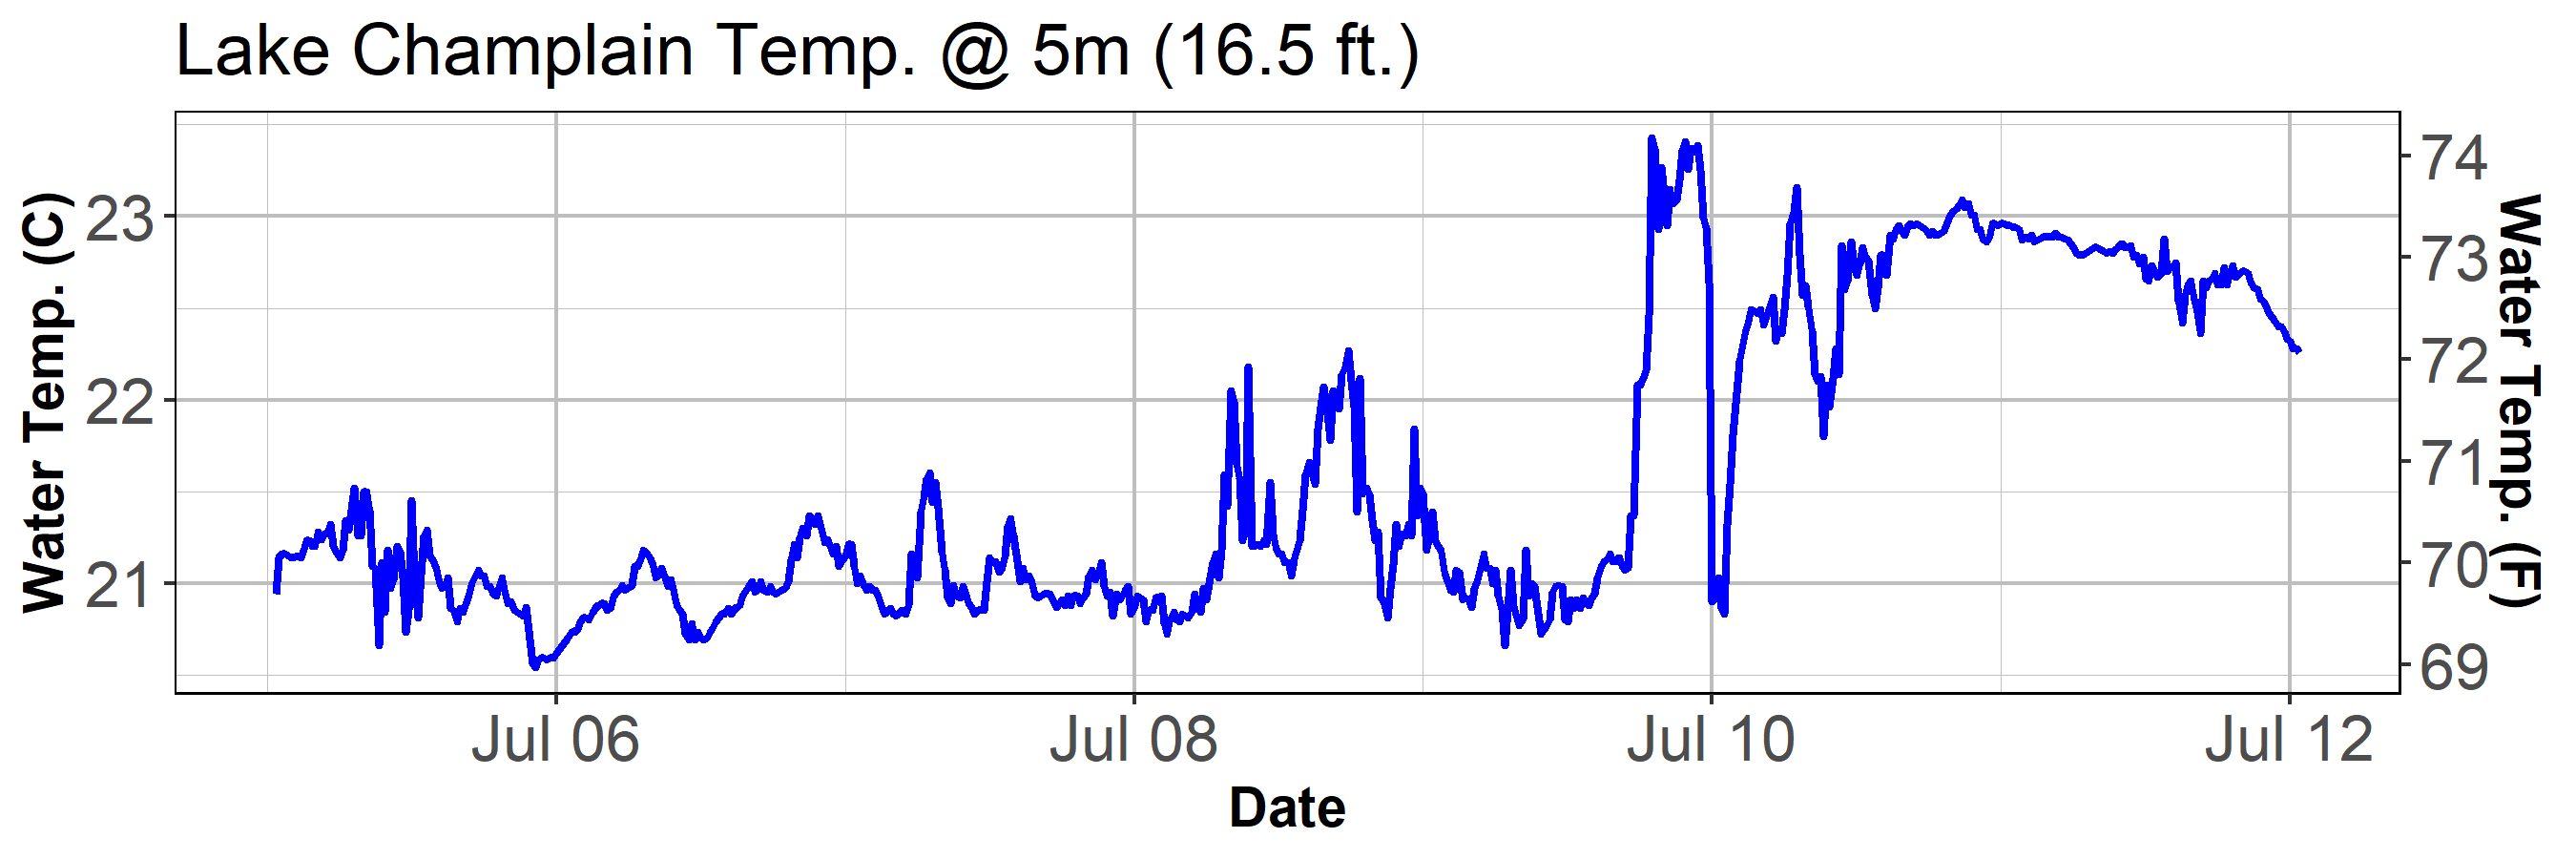 Lake Champlain Temp. @ 5m (16.5 ft.)
Water Temp. (C)
23
22
21
74
73
72
71
70
69
Water Temp. (F)
Jul 06
Jul 08
Jul 10
Jul 12
Date